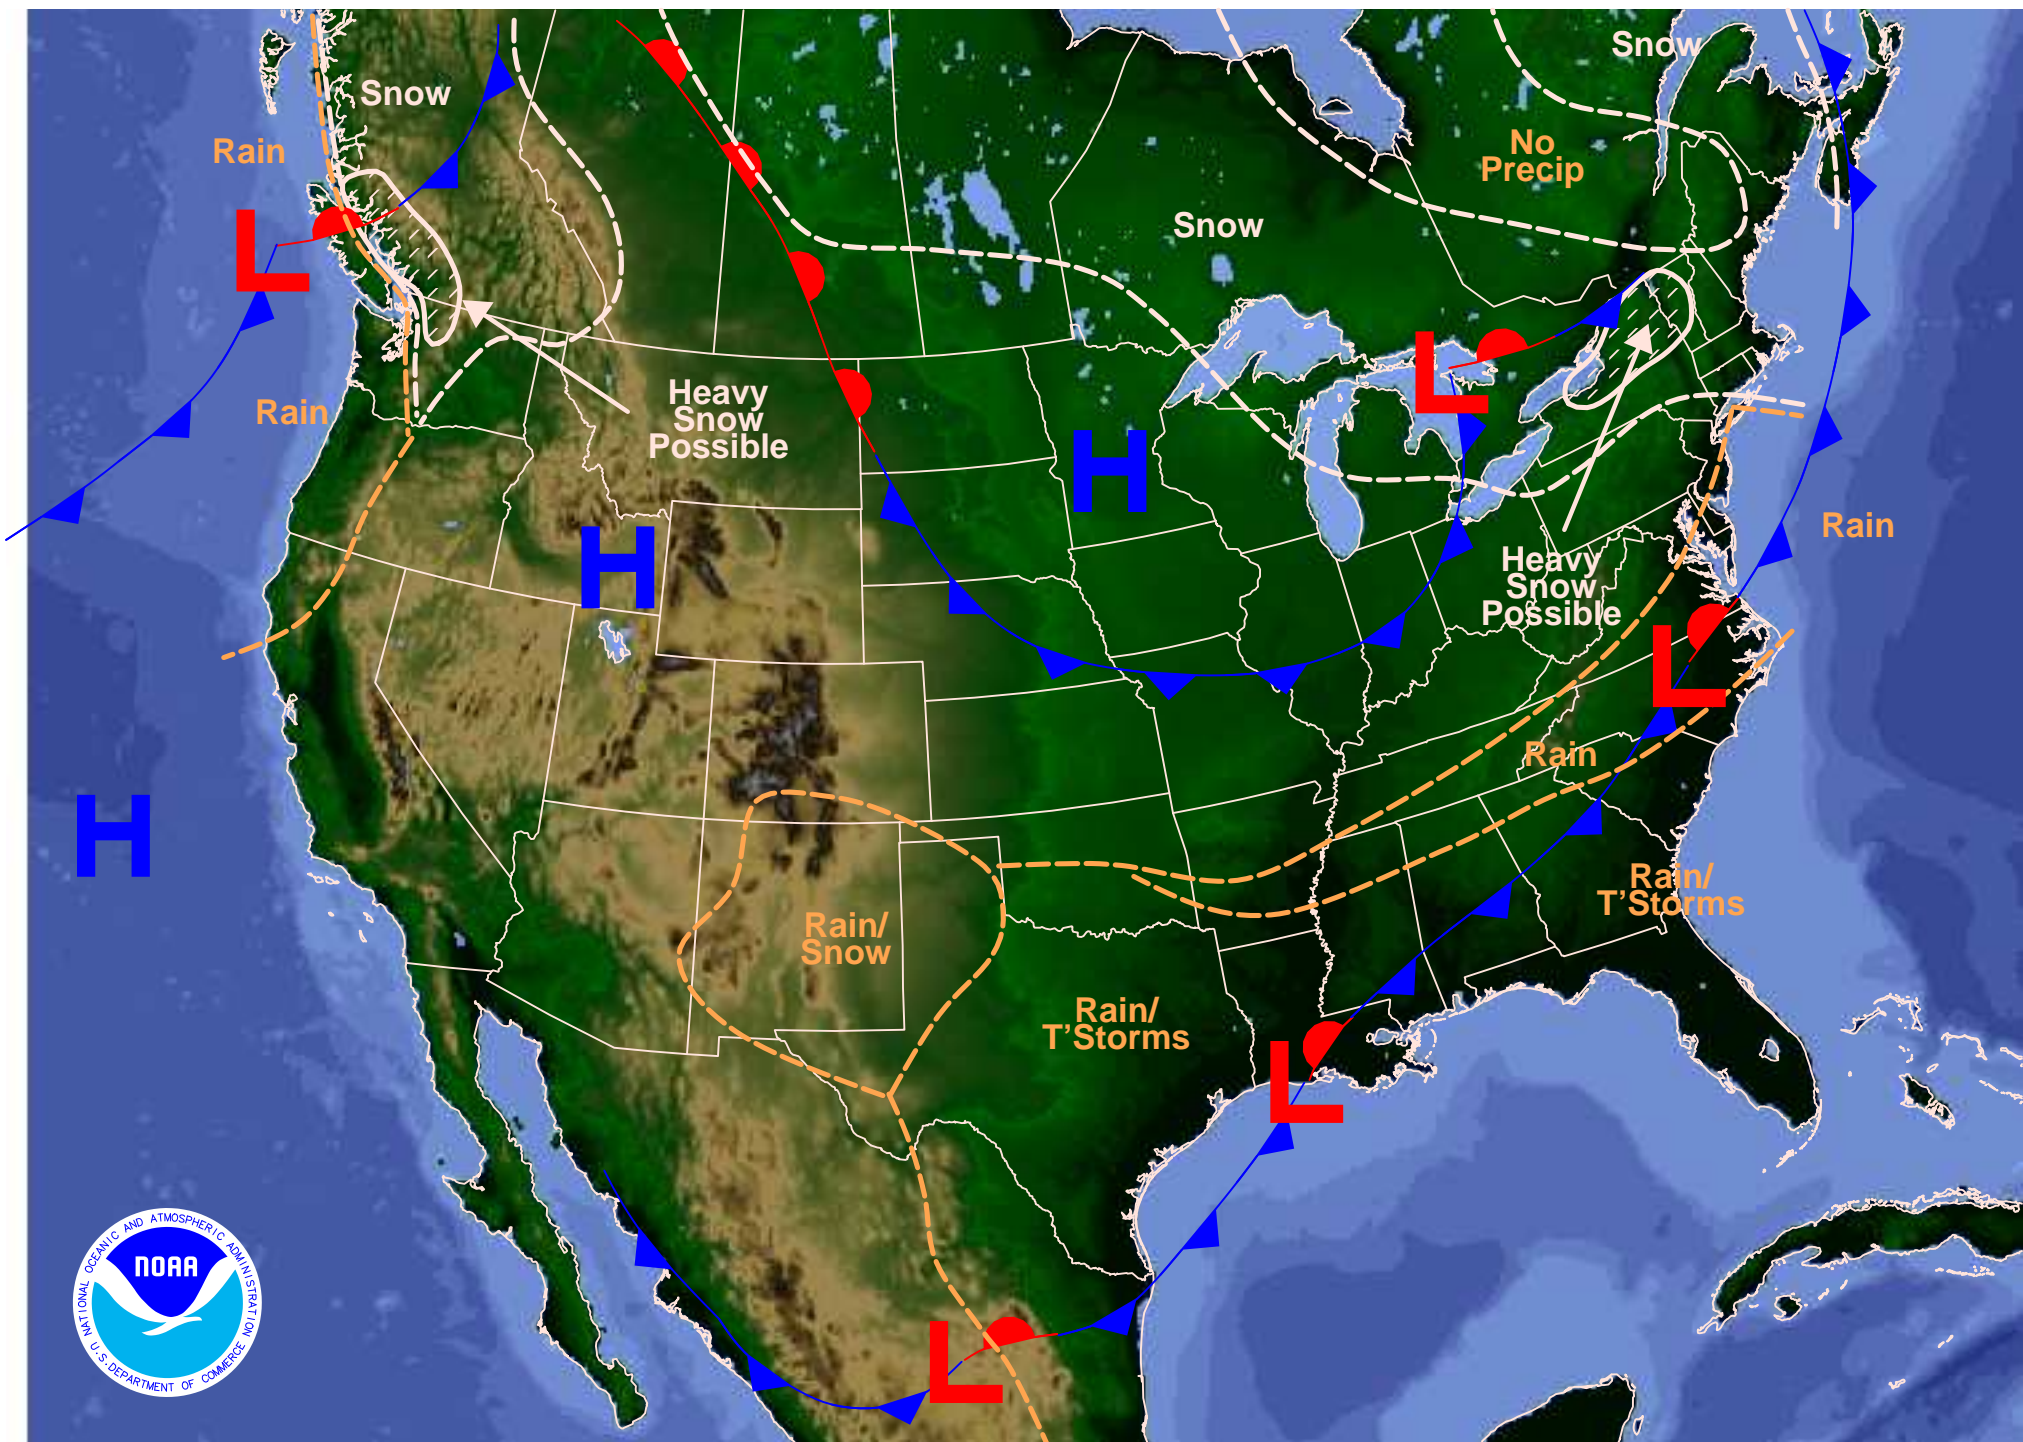 Snow
Snow
Rain
No
Precip
L
Snow
L
Rain
Heavy
Snow
Possible
H
H
Rain
Heavy
Snow
Possible
L
Rain
H
Rain/
T'Storms
Rain/
Snow
Rain/
T'Storms
L
L
NATIONAL OCEANIC AND ATMOSPHERIC ADMINISTRATION
NOAA
U.S. DEPARTMENT OF COMMERCE